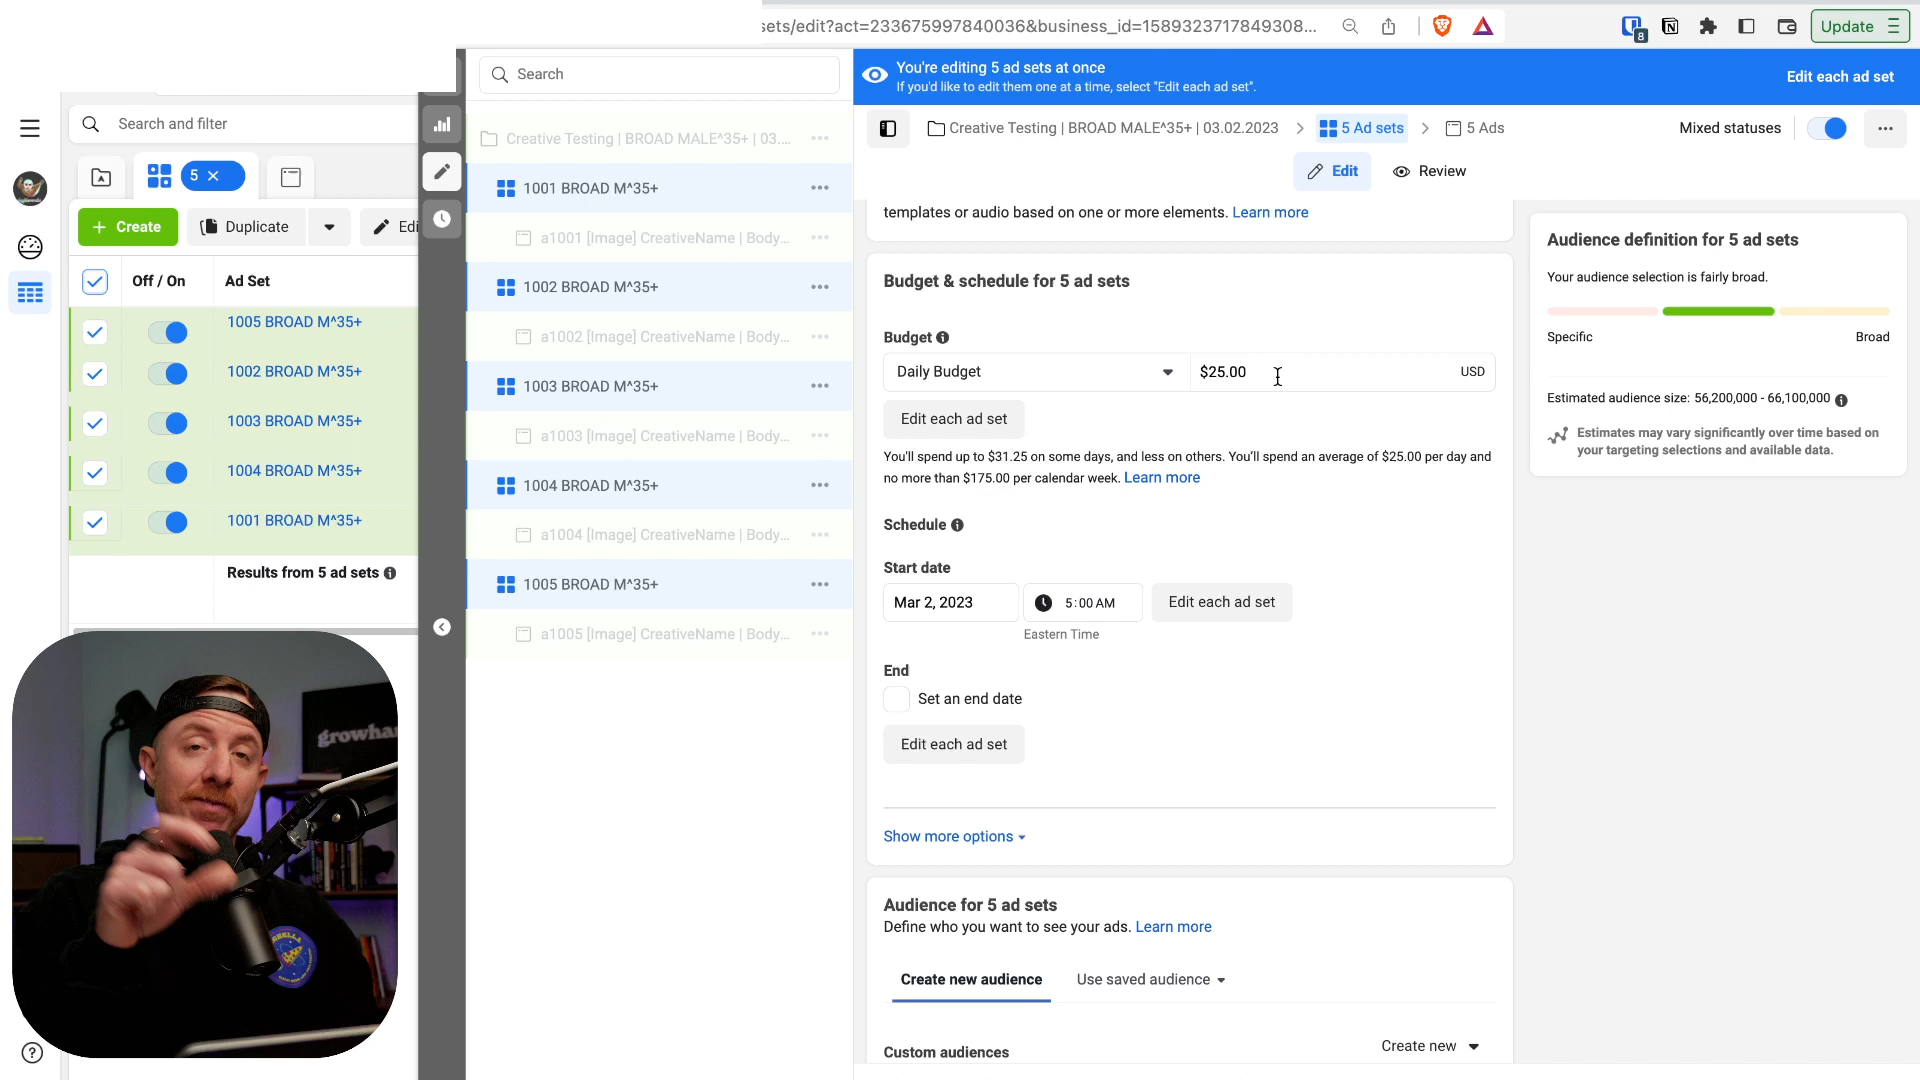 sets/edit?act=233675997840036&business_id=1589323717849308...
8
Update
Search
You're editing 5 ad sets at once
If you'd like to edit them one at a time, select "Edit each ad set".
Edit each ad set
Search and filter
Creative Testing | BROAD MALE^35+ | 03....
Creative Testing | BROAD MALE^35+ | 03.02.2023
5 Ad sets
5 Ads
Mixed statuses
Edit
Review
5
Create
Duplicate
Edi
Off / On
Ad Set
1005 BROAD M^35+
1002 BROAD M^35+
1003 BROAD M^35+
1004 BROAD M^35+
1001 BROAD M^35+
Results from 5 ad sets
1001 BROAD M^35+
a1001 [Image] CreativeName | Body...
1002 BROAD M^35+
a1002 [Image] CreativeName | Body...
1003 BROAD M^35+
a1003 [Image] CreativeName | Body...
1004 BROAD M^35+
a1004 [Image] CreativeName | Body...
1005 BROAD M^35+
a1005 [Image] CreativeName | Body...
templates or audio based on one or more elements. Learn more
Budget & schedule for 5 ad sets
Budget
Daily Budget
$25.00
USD
Edit each ad set
You'll spend up to $31.25 on some days, and less on others. You'll spend an average of $25.00 per day and
no more than $175.00 per calendar week. Learn more
Schedule
Start date
Mar 2, 2023
5:00 AM
Edit each ad set
Eastern Time
End
Set an end date
Edit each ad set
Show more options
Audience for 5 ad sets
Define who you want to see your ads. Learn more
Create new audience
Use saved audience
Custom audiences
Create new
Audience definition for 5 ad sets
Your audience selection is fairly broad.
Specific
Broad
Estimated audience size: 56,200,000 - 66,100,000
Estimates may vary significantly over time based on
your targeting selections and available data.
growha